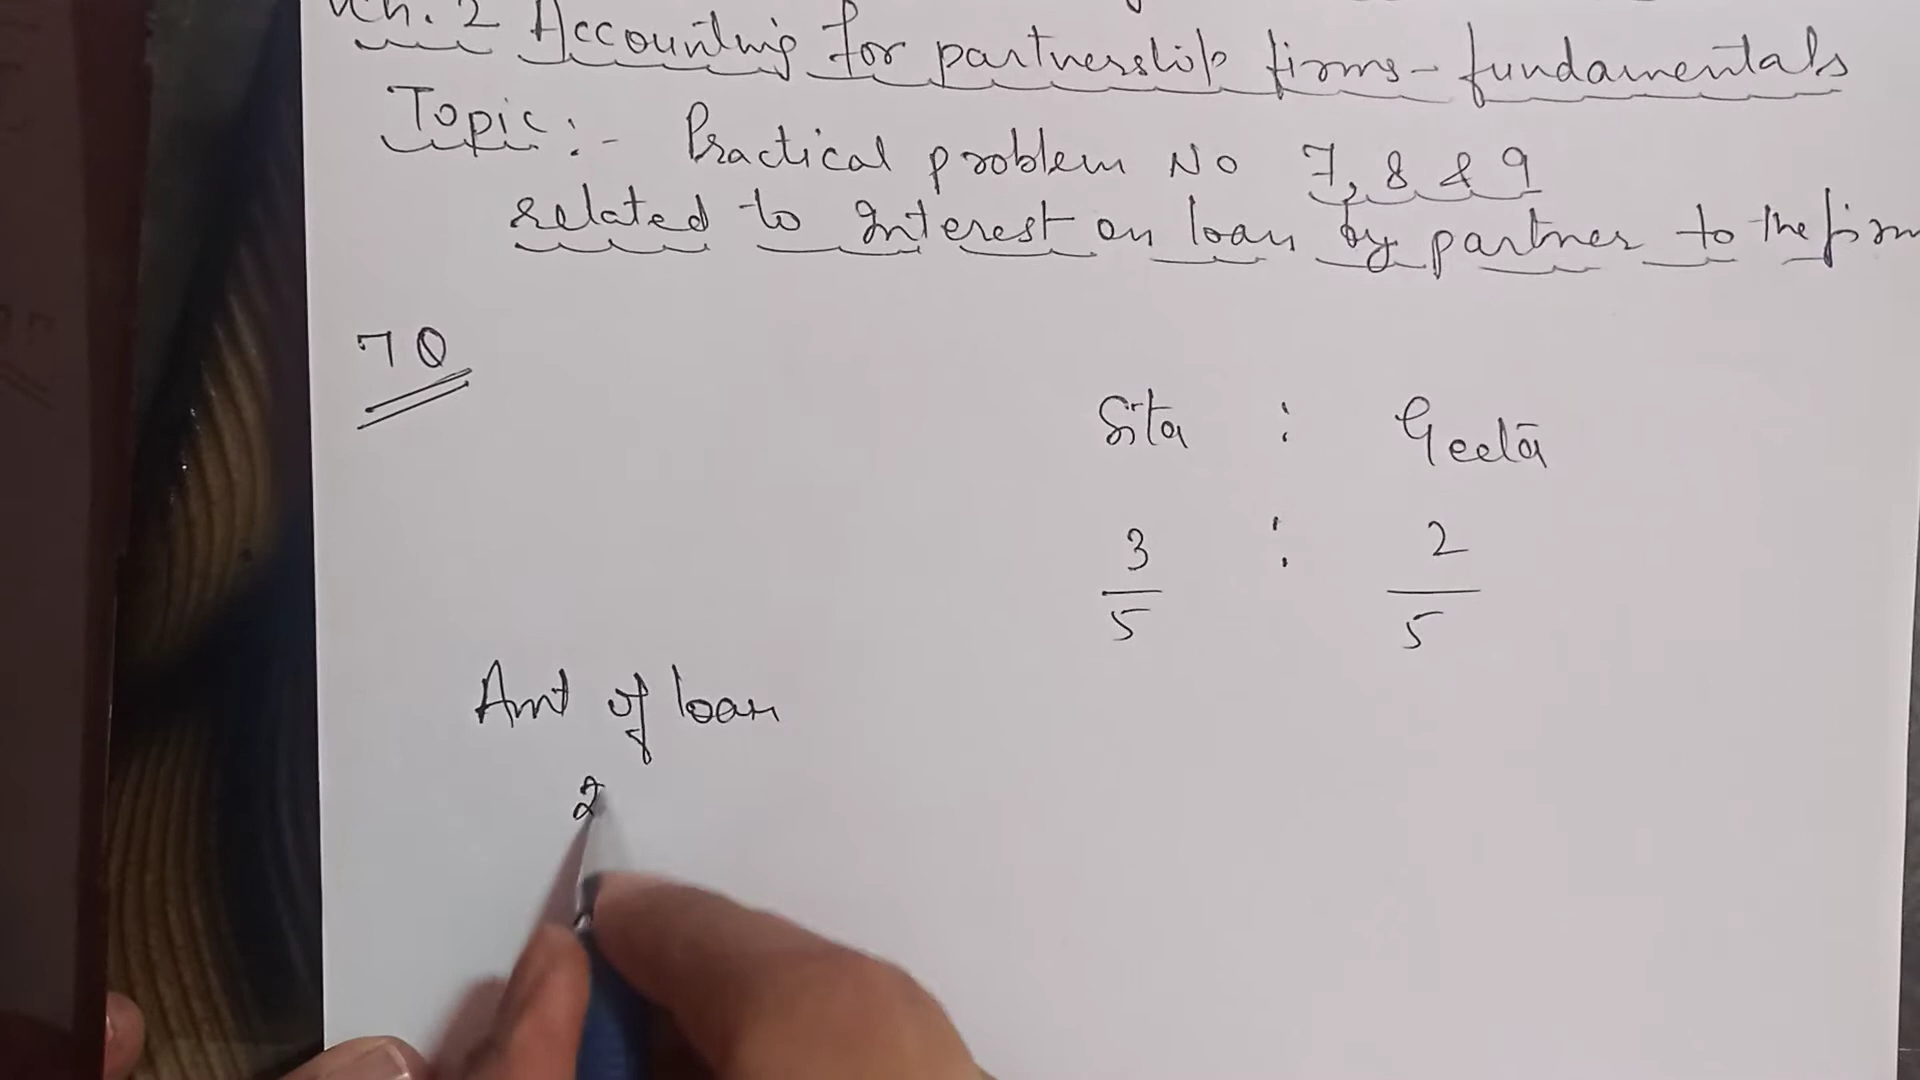 Ch. 2 Accounting for partnership firms - fundamentals
Topic :- Practical problem No 7, 8 & 9
related to Interest on loan by partner to the firm
7 Q
Sita : Geeta
3/5 : 2/5
Amt of loan
2